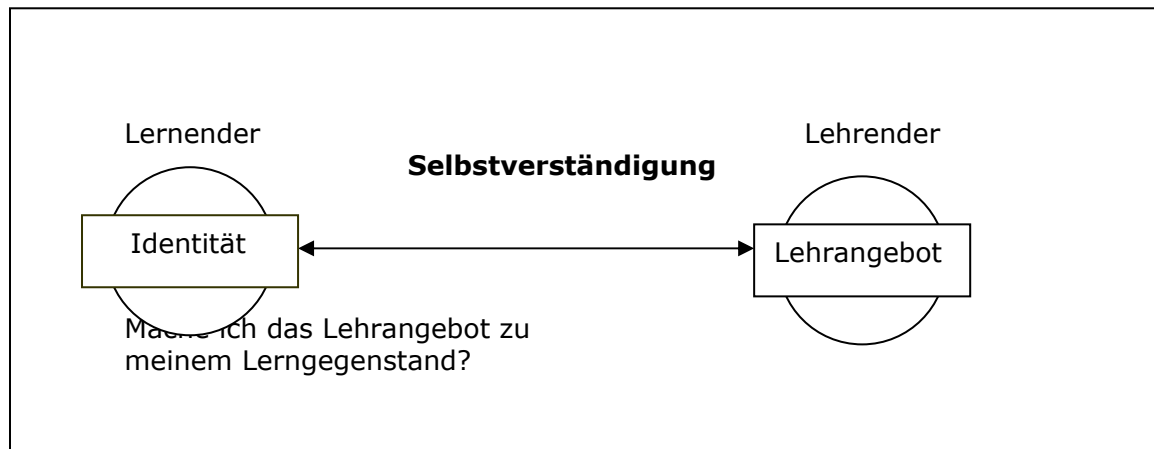 Lernender
Lehrender
Selbstverständigung
Identität
Lehrangebot
Mache ich das Lehrangebot zu
meinem Lerngegenstand?